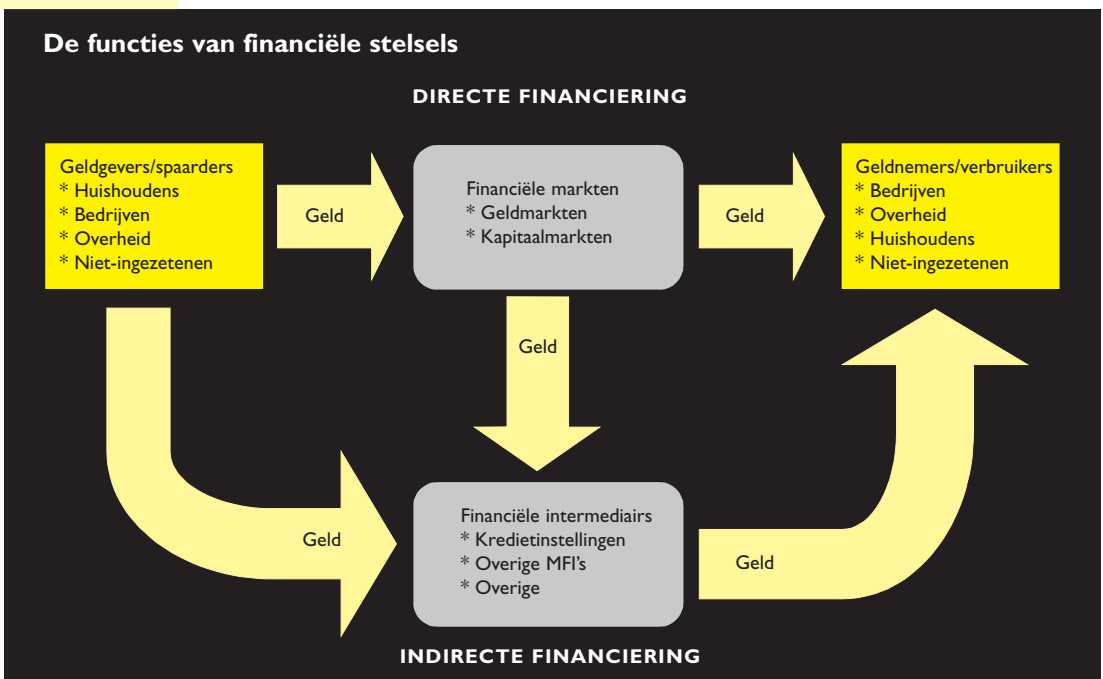 De functies van financiële stelsels
DIRECTE FINANCIERING
Geldgevers/spaarders
* Huishoudens
* Bedrijven
* Overheid
* Niet-ingezetenen
Geld
Financiële markten
* Geldmarkten
* Kapitaalmarkten
Geld
Geldnemers/verbruikers
* Bedrijven
* Overheid
* Huishoudens
* Niet-ingezetenen
Geld
Geld
Financiële intermediairs
* Kredietinstellingen
* Overige MFI's
* Overige
Geld
INDIRECTE FINANCIERING